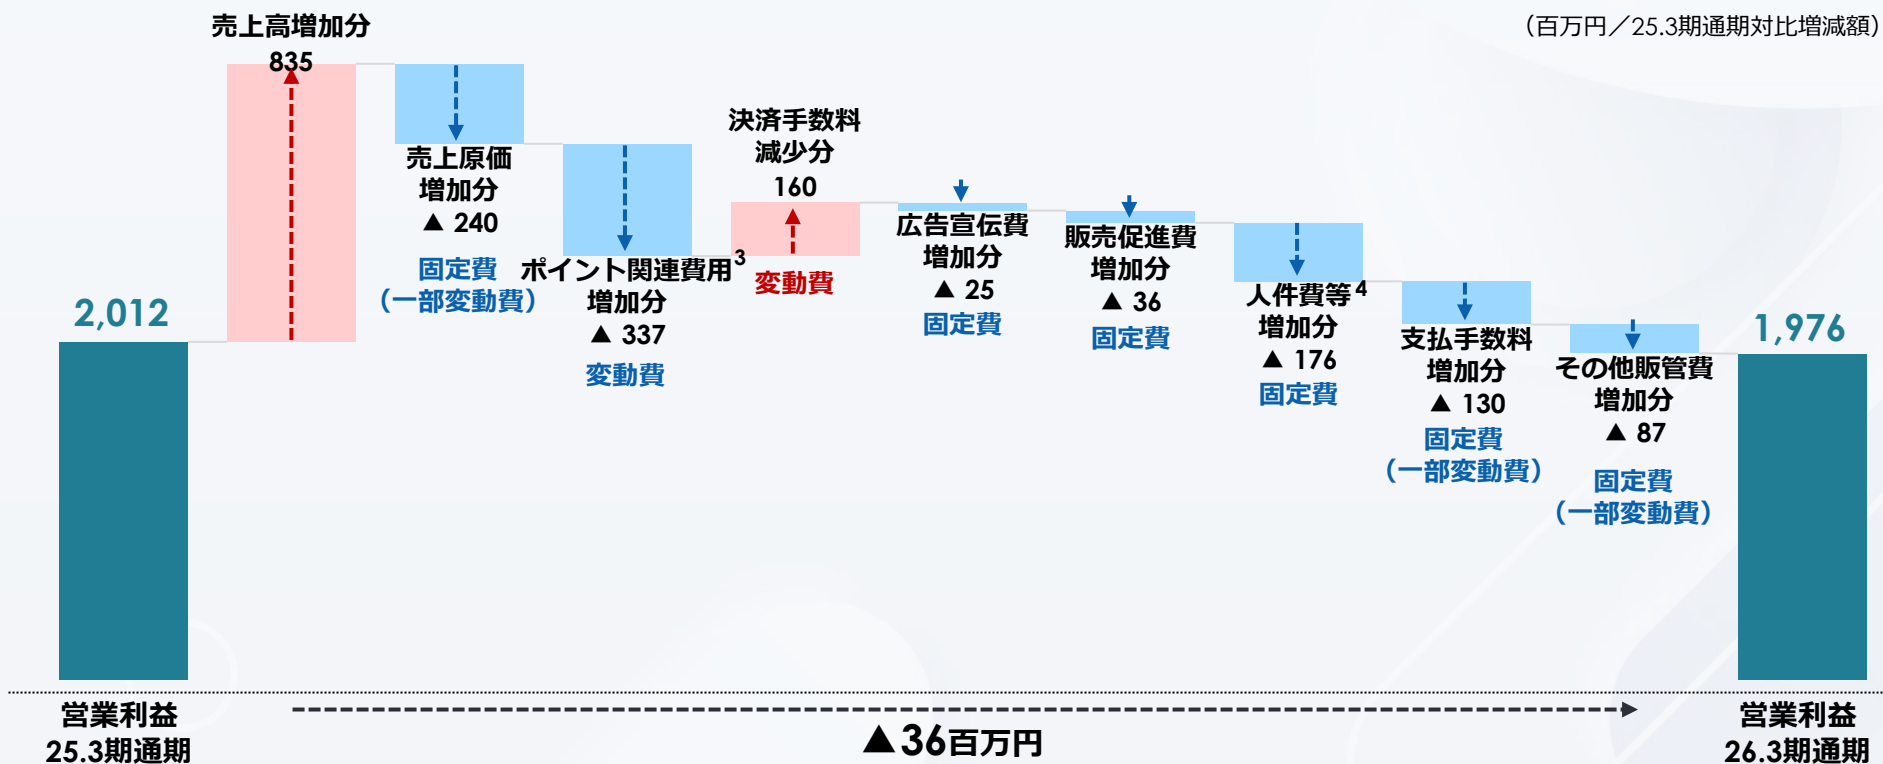 （百万円／25.3期通期対比増減額）
2,012
売上高増加分
835
売上原価
増加分
▲ 240
固定費
（一部変動費）
ポイント関連費用3
増加分
▲ 337
変動費
決済手数料
減少分
160
変動費
広告宣伝費
増加分
▲ 25
固定費
販売促進費
増加分
▲ 36
固定費
人件費等4
増加分
▲ 176
固定費
支払手数料
増加分
▲ 130
固定費
（一部変動費）
その他販管費
増加分
▲ 87
固定費
（一部変動費）
1,976
営業利益
25.3期通期
▲36百万円
営業利益
26.3期通期